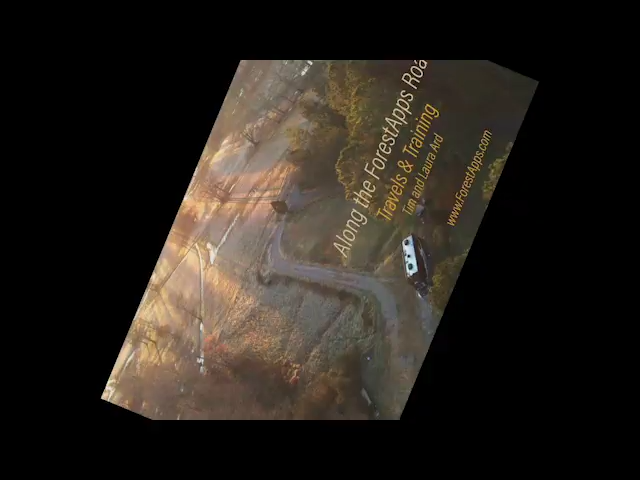 Along the ForestApps Roa
Travels & Training
Tim and Laura Ard
www.ForestApps.com